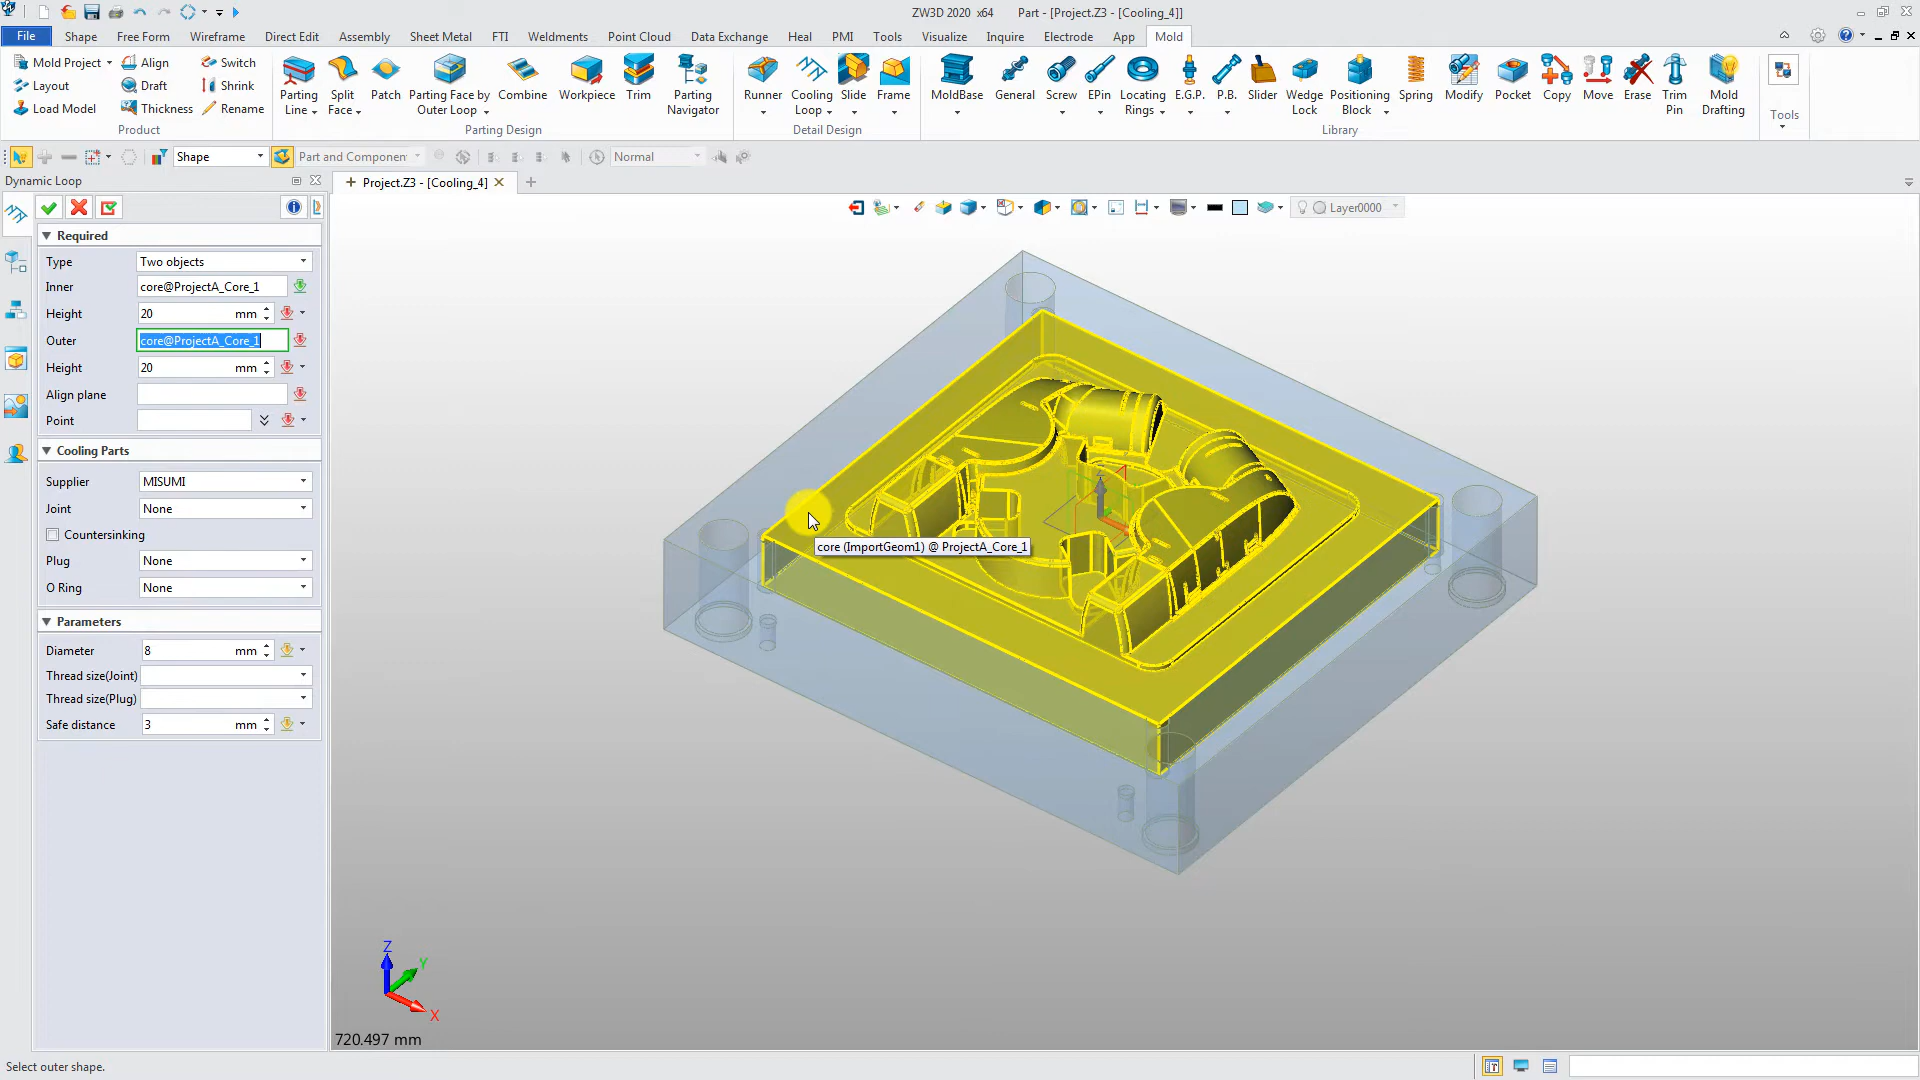 ZW3D 2020 x64 Part - [Project.Z3 - [Cooling_4]]
File Shape Free Form Wireframe Direct Edit Assembly Sheet Metal FTI Weldments Point Cloud Data Exchange Heal PMI Tools Visualize Inquire Electrode App Mold
Mold Project Align Switch
Layout Draft Shrink
Load Model Thickness Rename
Product
Parting Line
Split Face
Patch
Parting Face by Outer Loop
Combine
Workpiece
Trim
Parting Navigator
Parting Design
Runner
Cooling Loop
Slide
Frame
Detail Design
MoldBase
General
Screw
EPin
Locating Rings
E.G.P.
P.B.
Slider
Wedge Lock
Positioning Block
Spring
Modify
Pocket
Copy
Move
Erase
Trim Pin
Mold Drafting
Library
Tools
Shape
Part and Component
Normal
Dynamic Loop
Project.Z3 - [Cooling_4]
Layer0000
Required
Type Two objects
Inner core@ProjectA_Core_1
Height 20 mm
Outer core@ProjectA_Core_1
Height 20 mm
Align plane
Point
Cooling Parts
Supplier MISUMI
Joint None
Countersinking
Plug None
O Ring None
Parameters
Diameter 8 mm
Thread size(Joint)
Thread size(Plug)
Safe distance 3 mm
core (ImportGeom1) @ ProjectA_Core_1
Z
Y
X
720.497 mm
Select outer shape.